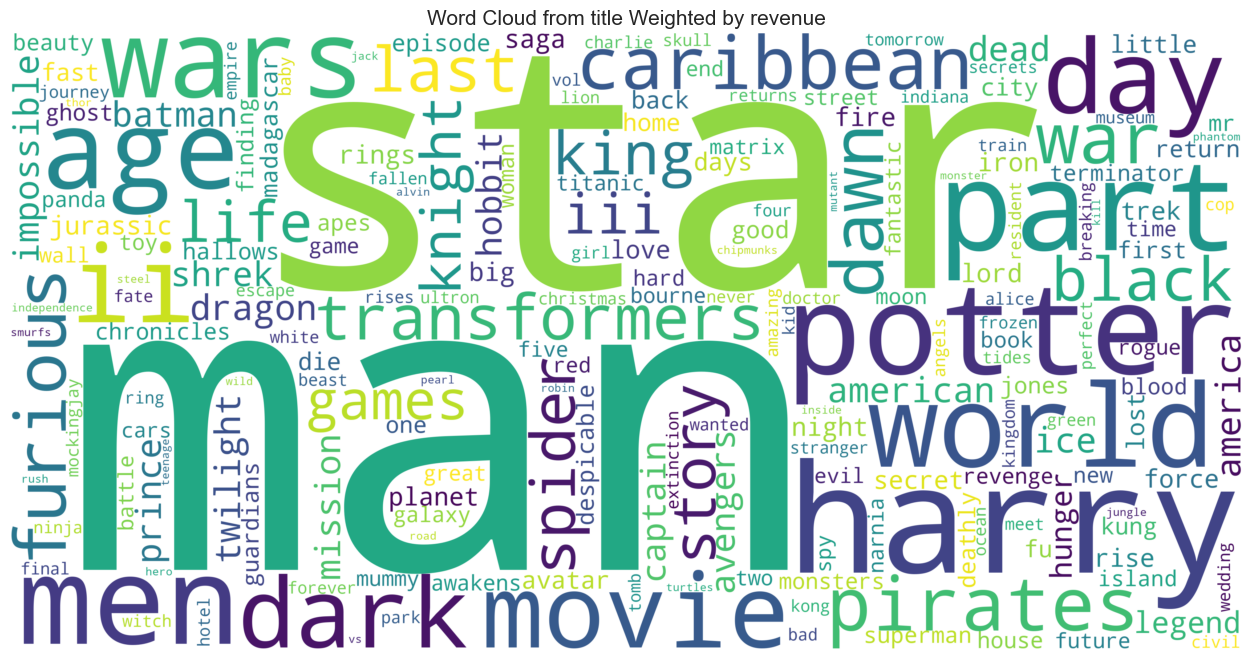 Word Cloud from title Weighted by revenue
beauty
wars
episode
saga
charlie
skull
tomorrow
dead
little
fast
jack
last
caribbean
end
secrets
day
journey
thor
empire
baby
vol
lion
back
returns
street
indiana
city
museum
ghost
batman
star
home
fire
war
mr
phantom
impossible
age
finding
madagascar
rings
knight
woman
king
days
matrix
dawn
train
iron
return
panda
fallen
alvin
titanic
mutant
fantastic
monster
terminator
jurassic
life
apes
hobbit
iii
four
good
resident
part
breaking
kill
trek
cop
wall
toy
hallows
game
girl
love
chipmunks
time
first
ii
steel
shrek
big
hard
lord
black
independence
fate
escape
rises
ultron
christmas
bourne
never
doctor
moon
alice
furious
dragon
transformers
kid
potter
smurfs
chronicles
white
five
amazing
angels
frozen
book
tides
perfect
rogue
america
man
die
beast
wild
pearl
robin
red
american
jones
blood
mockingjay
ring
games
one
spider
story
wanted
inside
night
world
kingdom
green
lost
cars
twilight
despicable
stranger
ice
rush
battle
prince
teenage
guardians
mission
great
planet
galaxy
road
extinction
captain
avengers
evil
secret
revenge
new
force
ninja
harry
narnia
deathly
ocean
meet
hunger
kung
fu
jungle
rise
final
hero
spy
island
wedding
men
witch
hotel
dark
forever
mummy
awakens
avatar
movie
tomb
turtles
two
monsters
pirates
legend
vs
park
kong
bad
superman
house
future
civil